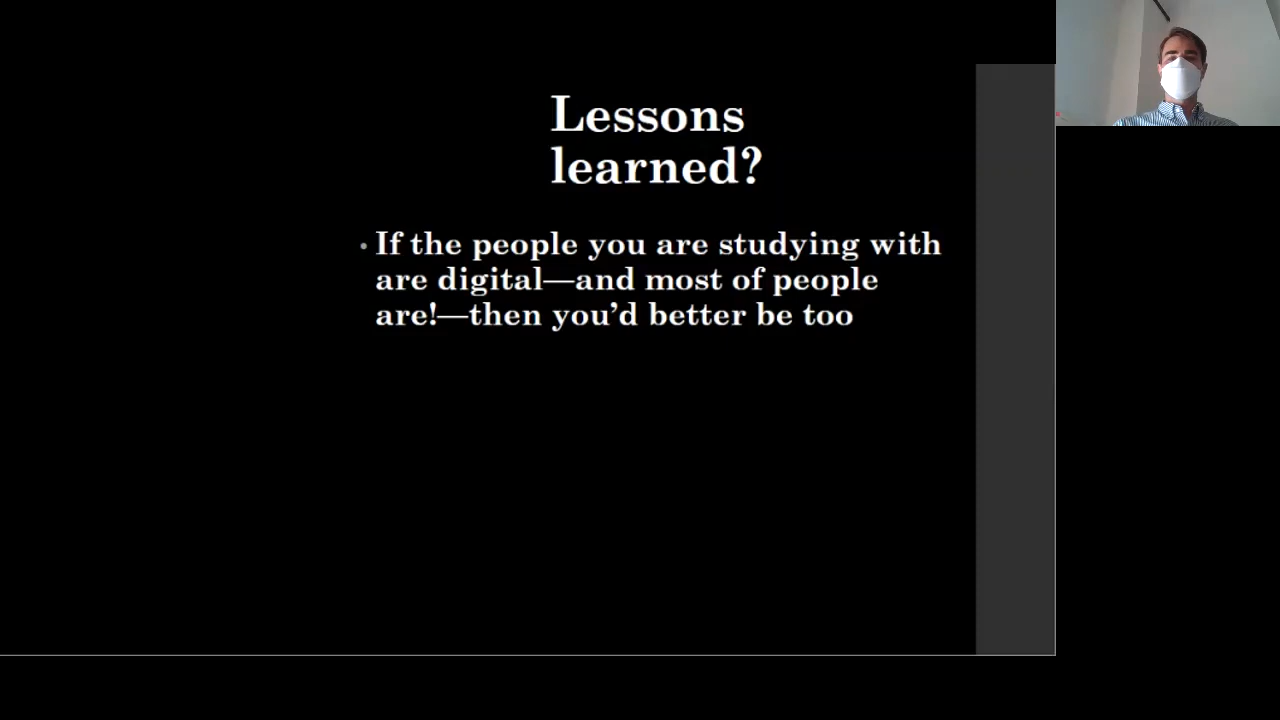 Lessons
learned?
• If the people you are studying with
are digital—and most of people
are!—then you’d better be too